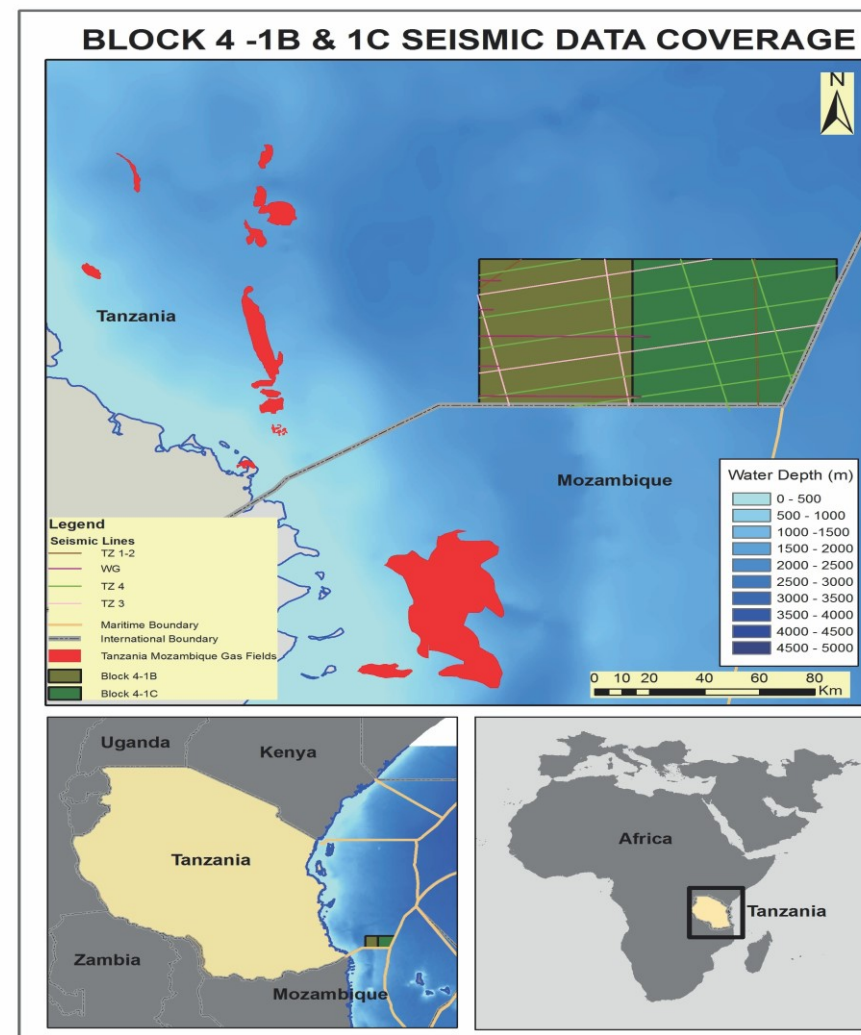 BLOCK 4 -1B & 1C SEISMIC DATA COVERAGE
N
Tanzania
Mozambique
Water Depth (m)
0 - 500
500 - 1000
1000 -1500
1500 - 2000
2000 - 2500
2500 - 3000
3000 - 3500
3500 - 4000
4000 - 4500
4500 - 5000
Legend
Seismic Lines
TZ 1-2
WG
TZ 4
TZ 3
Maritime Boundary
International Boundary
Tanzania Mozambique Gas Fields
Block 4-1B
Block 4-1C
0 10 20 40 60 80
Km
Uganda
Kenya
Tanzania
Zambia
Mozambique
Africa
Tanzania